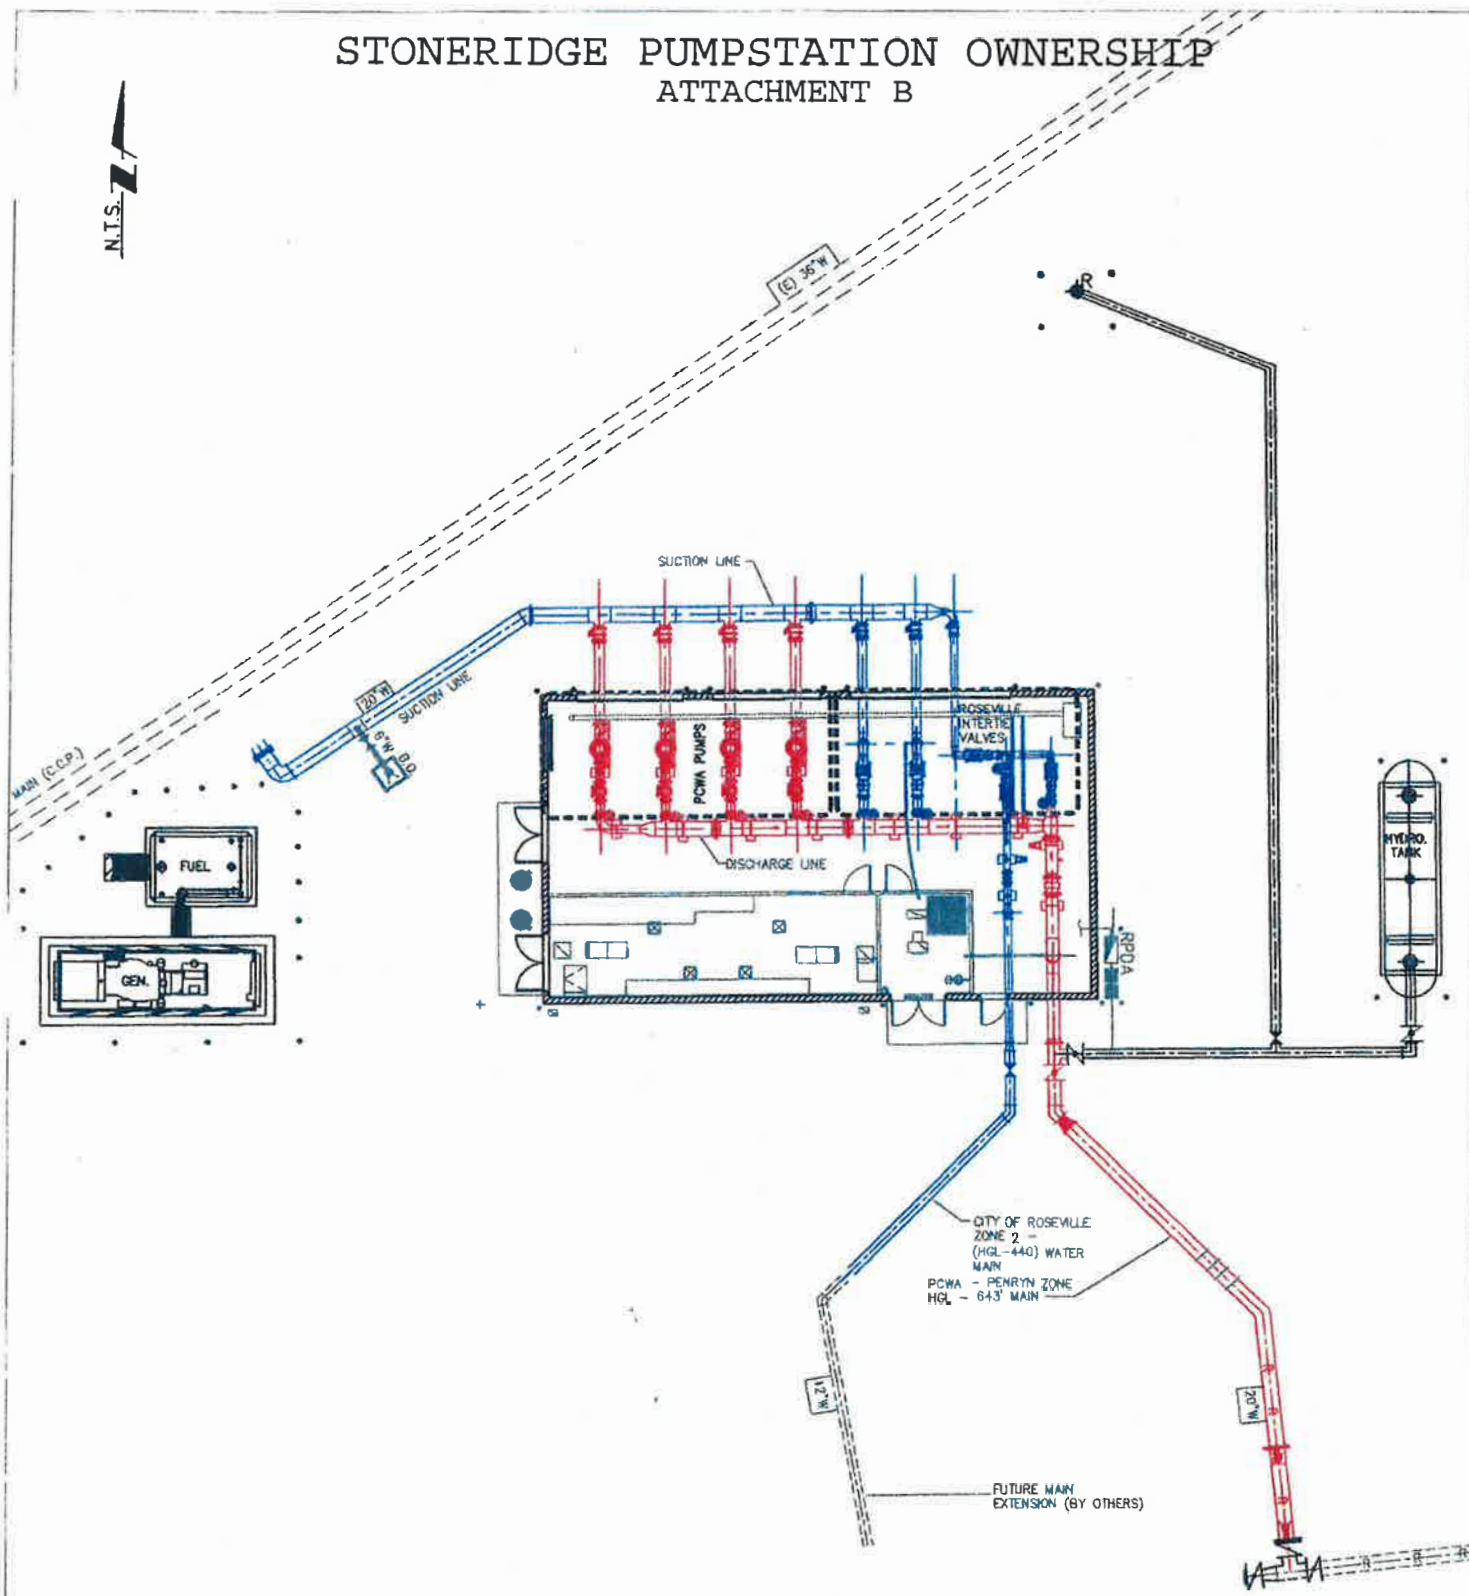 STONERIDGE PUMPSTATION OWNERSHIP
ATTACHMENT B
N.T.S.
(E) 36"W
R
SUCTION LINE
20"W
SUCTION LINE
6"W B.O.
A
MAIN (C.C.P.)
PCWA PUMPS
ROSEVILLE
INTERTIE
VALVES
DISCHARGE LINE
FUEL
GEN.
HYDRO.
TANK
RPDA
CITY OF ROSEVILLE
ZONE 2 -
(HGL-440) WATER
MAIN
PCWA - PENRYN ZONE
HGL - 643' MAIN
12"W
20"W
FUTURE MAIN
EXTENSION (BY OTHERS)